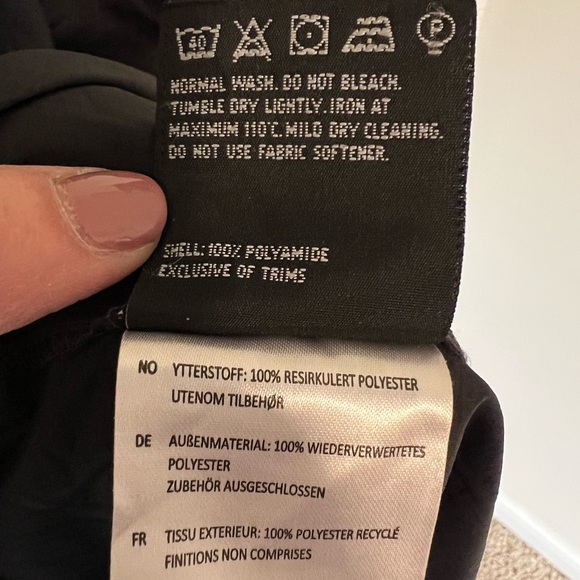 40 P
NORMAL WASH. DO NOT BLEACH.
TUMBLE DRY LIGHTLY. IRON AT
MAXIMUM 110°C. MILD DRY CLEANING.
DO NOT USE FABRIC SOFTENER.
SHELL: 100% POLYAMIDE
EXCLUSIVE OF TRIMS
NO YTTERSTOFF: 100% RESIRKULERT POLYESTER
UTENOM TILBEHØR
DE AUßENMATERIAL: 100% WIEDERVERWERTETES
POLYESTER
ZUBEHÖR AUSGESCHLOSSEN
FR TISSU EXTERIEUR: 100% POLYESTER RECYCLÉ
FINITIONS NON COMPRISES